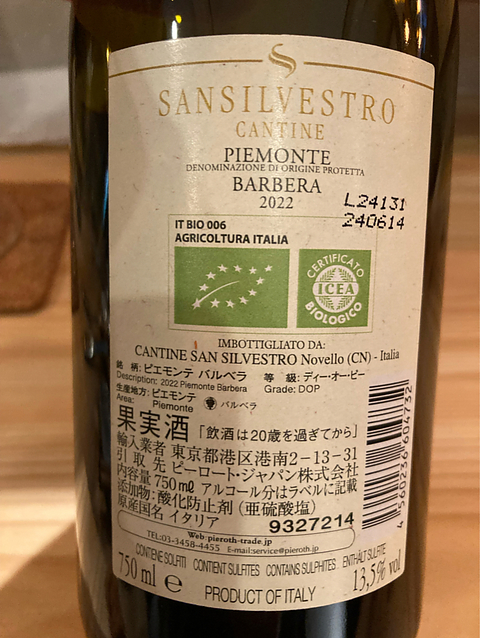 SANSILVESTRO
CANTINE
PIEMONTE
DENOMINAZIONE DI ORIGINE PROTETTA
BARBERA
2022
L24131
240614
IT BIO 006
AGRICOLTURA ITALIA
CERTIFICATO
ICEA
BIOLOGICO
IMBOTTIGLIATO DA:
CANTINE SAN SILVESTRO Novello (CN) - Italia
銘 柄: ピエモンテ バルベラ 等 級: ディー・オー・ピー
Description: 2022 Piemonte Barbera Grade: DOP
生産地方: ピエモンテ バルベラ
Area: Piemonte
果実酒 「飲酒は20歳を過ぎてから」
輸入業者 東京都港区港南2-13-31
引 取 先 ピーロート・ジャパン株式会社
内容量 750ml アルコール分はラベルに記載
添加物: 酸化防止剤 (亜硫酸塩)
原産国名 イタリア 9327214
Web:pieroth-trade.jp
TEL:03-3458-4455 E-mail:service@pieroth.jp
4 560236 604732
CONTIENE SOLFITI CONTIENT SULFITES CONTAINS SULPHITES ENTHÄLT SULFITE
750 ml e PRODUCT OF ITALY 13,5% vol